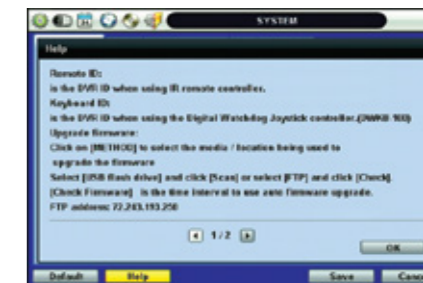 SYSTEM
Help
Remote ID:
is the DVR ID when using IR remote controller.
Keyboard ID:
is the DVR ID when using the Digital Watchdog Joystick controller.(DWKB 100)
Upgrade firmware:
Click on [METHOD] to select the media / location being used to
upgrade the firmware
Select [USB flash drive] and click [Scan] or select [FTP] and click [Check].
[Check Firmware] is the time interval to use auto firmware upgrade.
FTP address: 72.243.193.250
1/2
OK
Default Help Save Canc